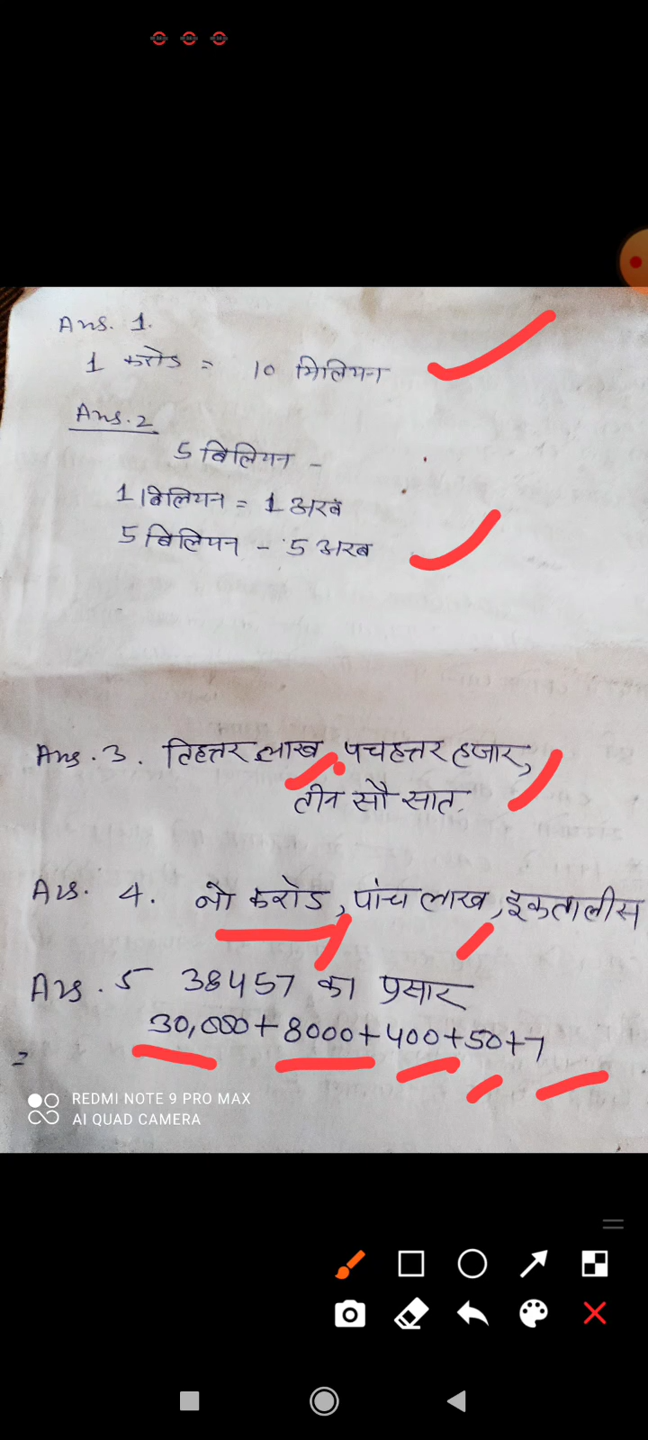 Ans. 1.
1 करोड = 10 मिलियन
Ans. 2
5 बिलियन -
1 बिलियन = 1 अरब
5 बिलियन - 5 अरब
Ans. 3. तिहत्तर लाख, पचहत्तर हजार,
तीन सौ सात.
Ans. 4. नो करोड, पांच लाख, इकतालीस
Ans. 5 38457 का प्रसार
30,000+8000+400+50+7
=
REDMI NOTE 9 PRO MAX
AI QUAD CAMERA